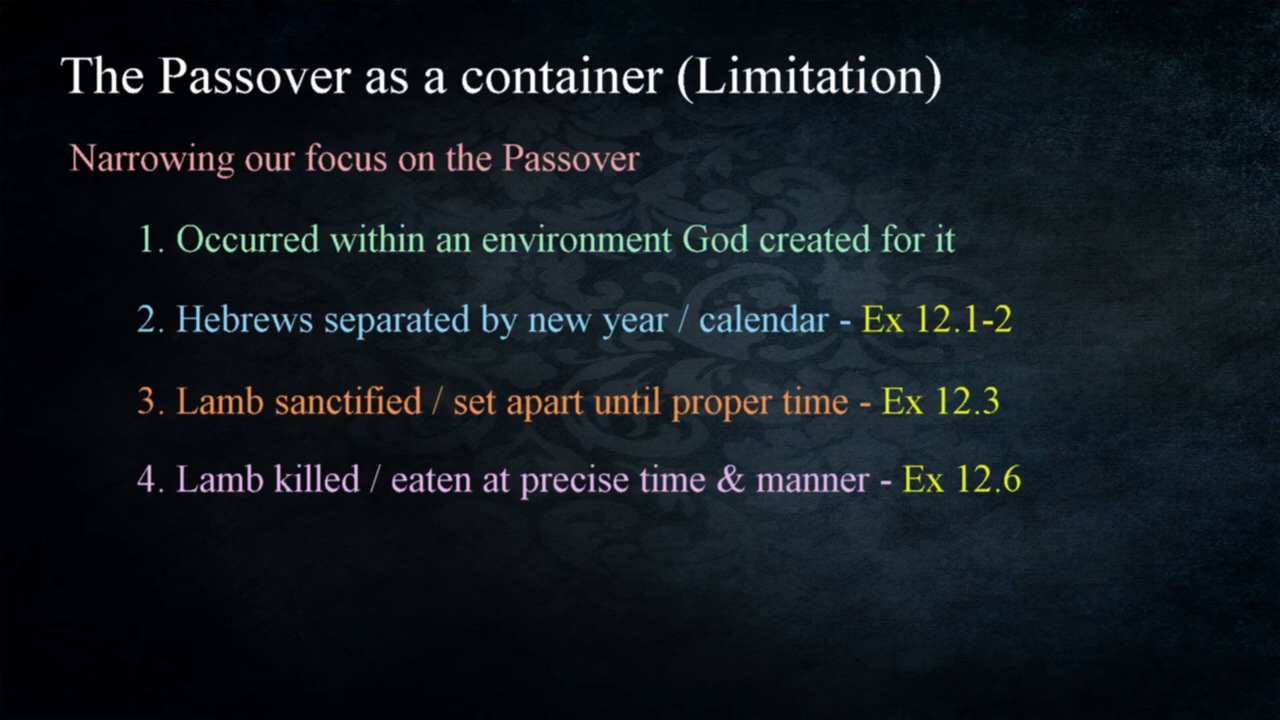 The Passover as a container (Limitation)
Narrowing our focus on the Passover
1. Occurred within an environment God created for it
2. Hebrews separated by new year / calendar - Ex 12.1-2
3. Lamb sanctified / set apart until proper time - Ex 12.3
4. Lamb killed / eaten at precise time & manner - Ex 12.6